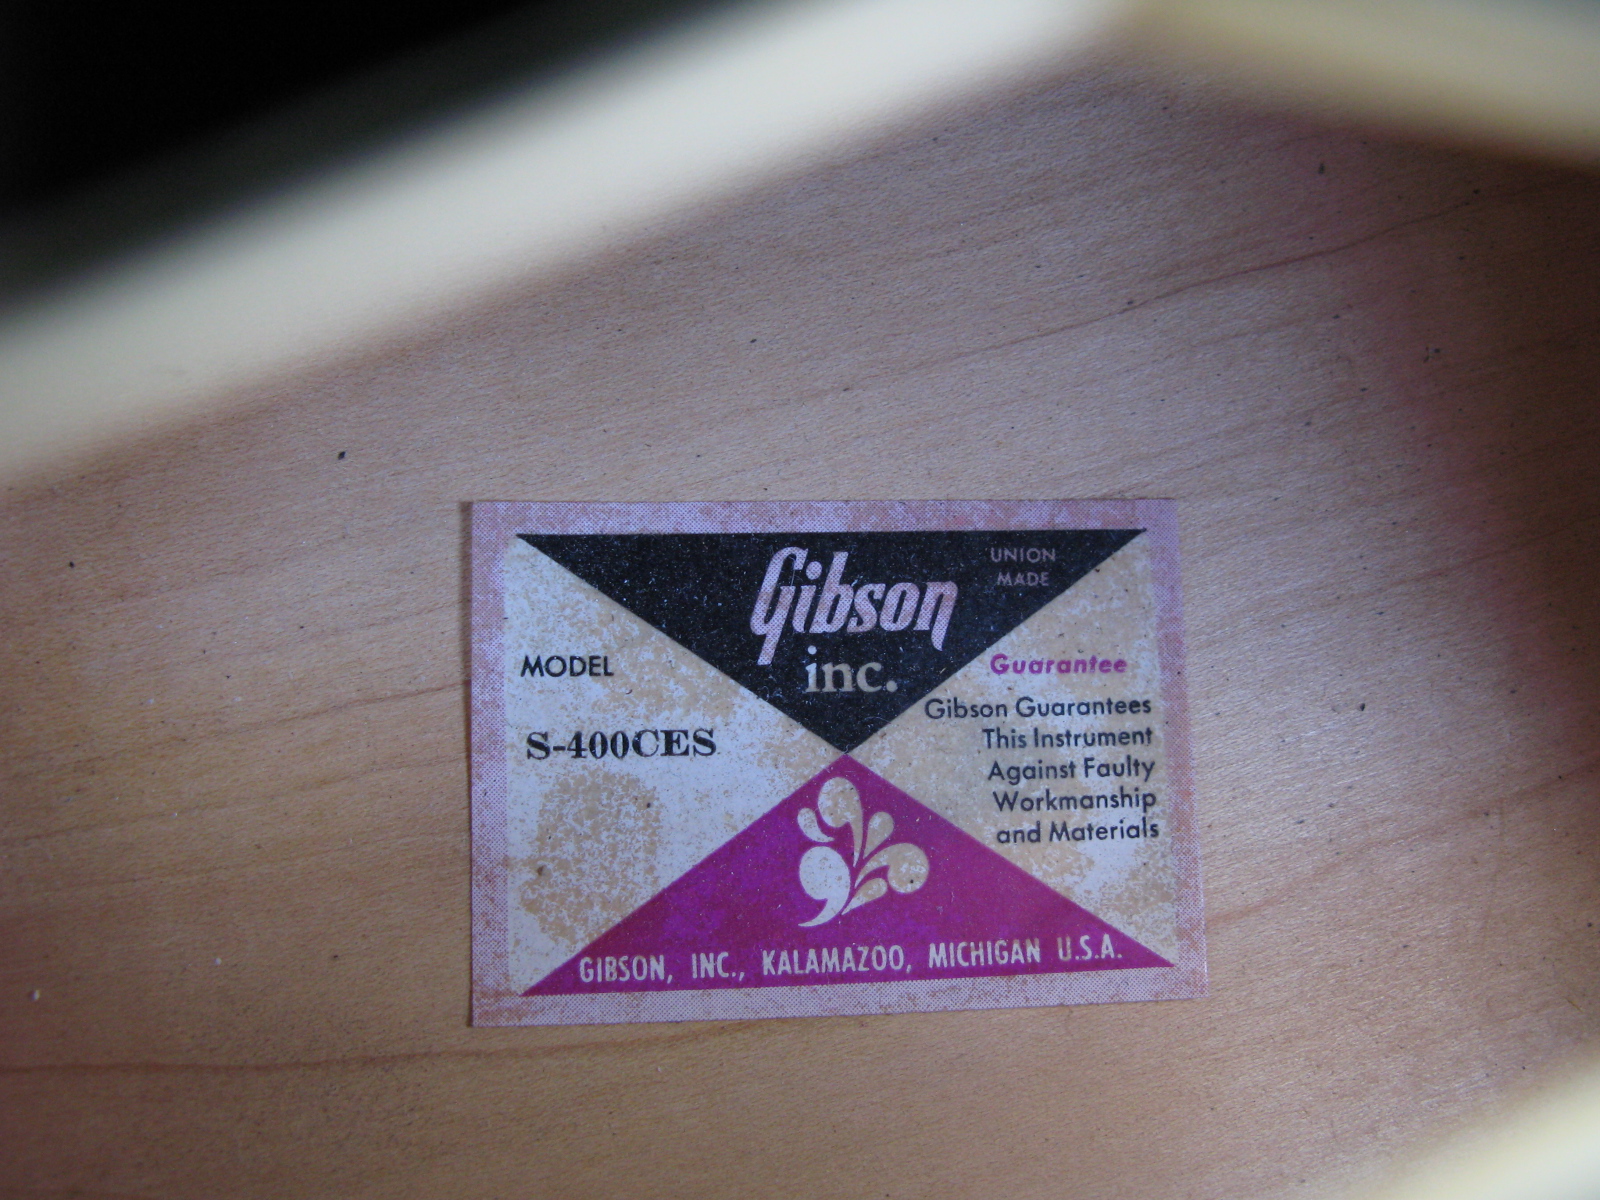 Gibson
inc.
UNION
MADE
MODEL
S-400CES
Guarantee
Gibson Guarantees
This Instrument
Against Faulty
Workmanship
and Materials
GIBSON, INC., KALAMAZOO, MICHIGAN U.S.A.